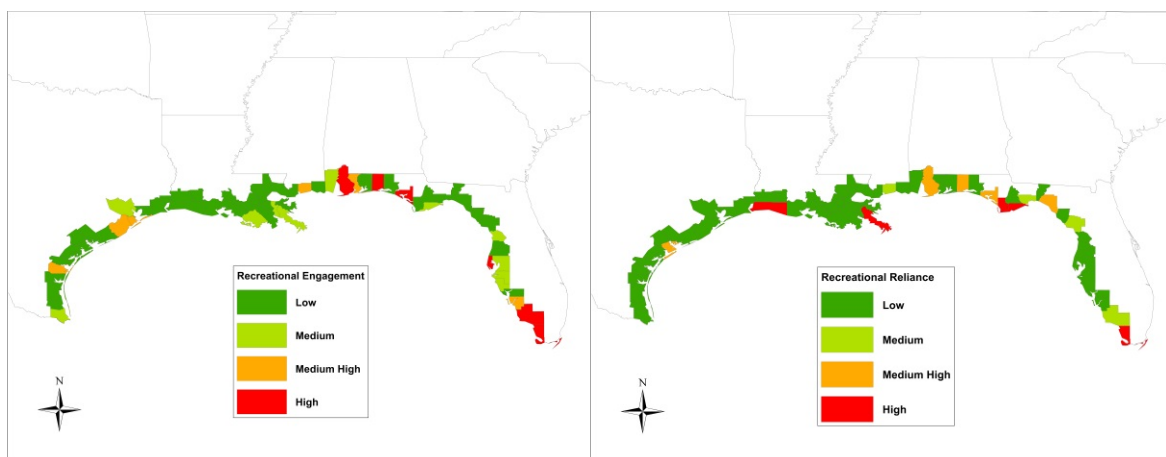 Recreational Engagement
Low
Medium
Medium High
High
N
Recreational Reliance
Low
Medium
Medium High
High
N